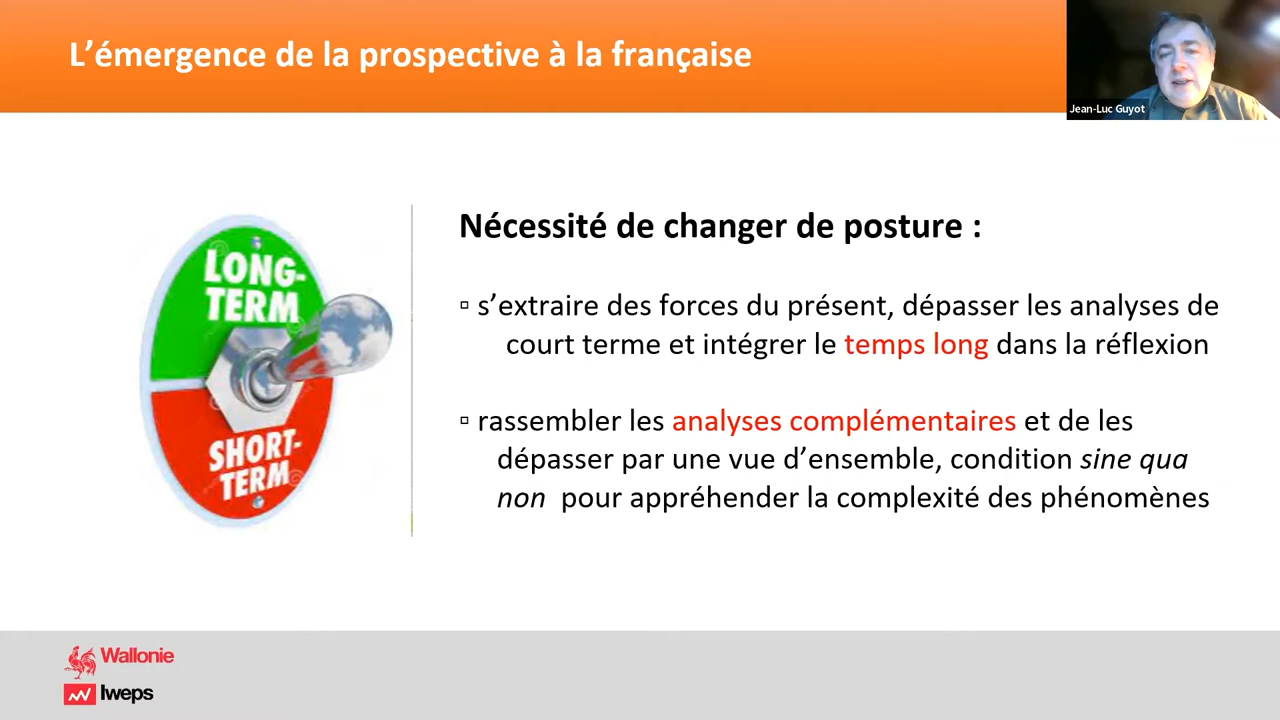 L’émergence de la prospective à la française
Jean-Luc Guyot
LONG-
TERM
SHORT-
TERM
Nécessité de changer de posture :
▫ s’extraire des forces du présent, dépasser les analyses de
court terme et intégrer le temps long dans la réflexion
▫ rassembler les analyses complémentaires et de les
dépasser par une vue d’ensemble, condition sine qua
non pour appréhender la complexité des phénomènes
Wallonie
Iweps